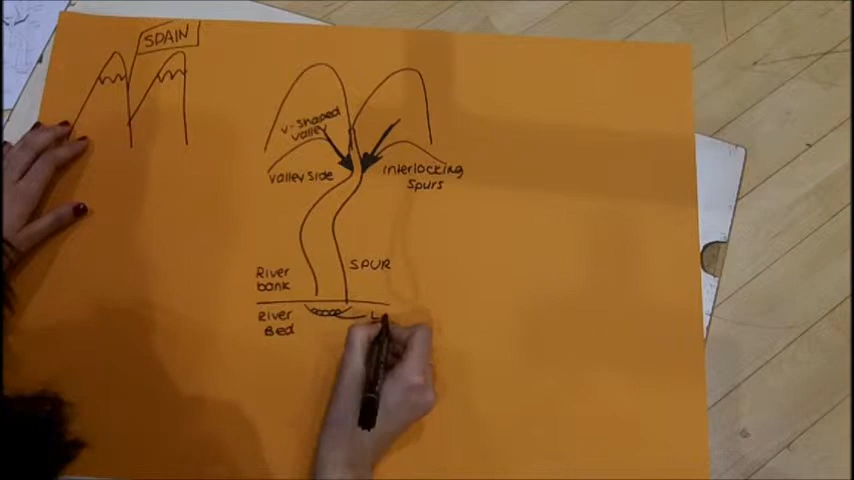 SPAIN
V-Shaped
Valley
Valley Side
interlocking
Spurs
SPUR
River
bank
River
Bed
L